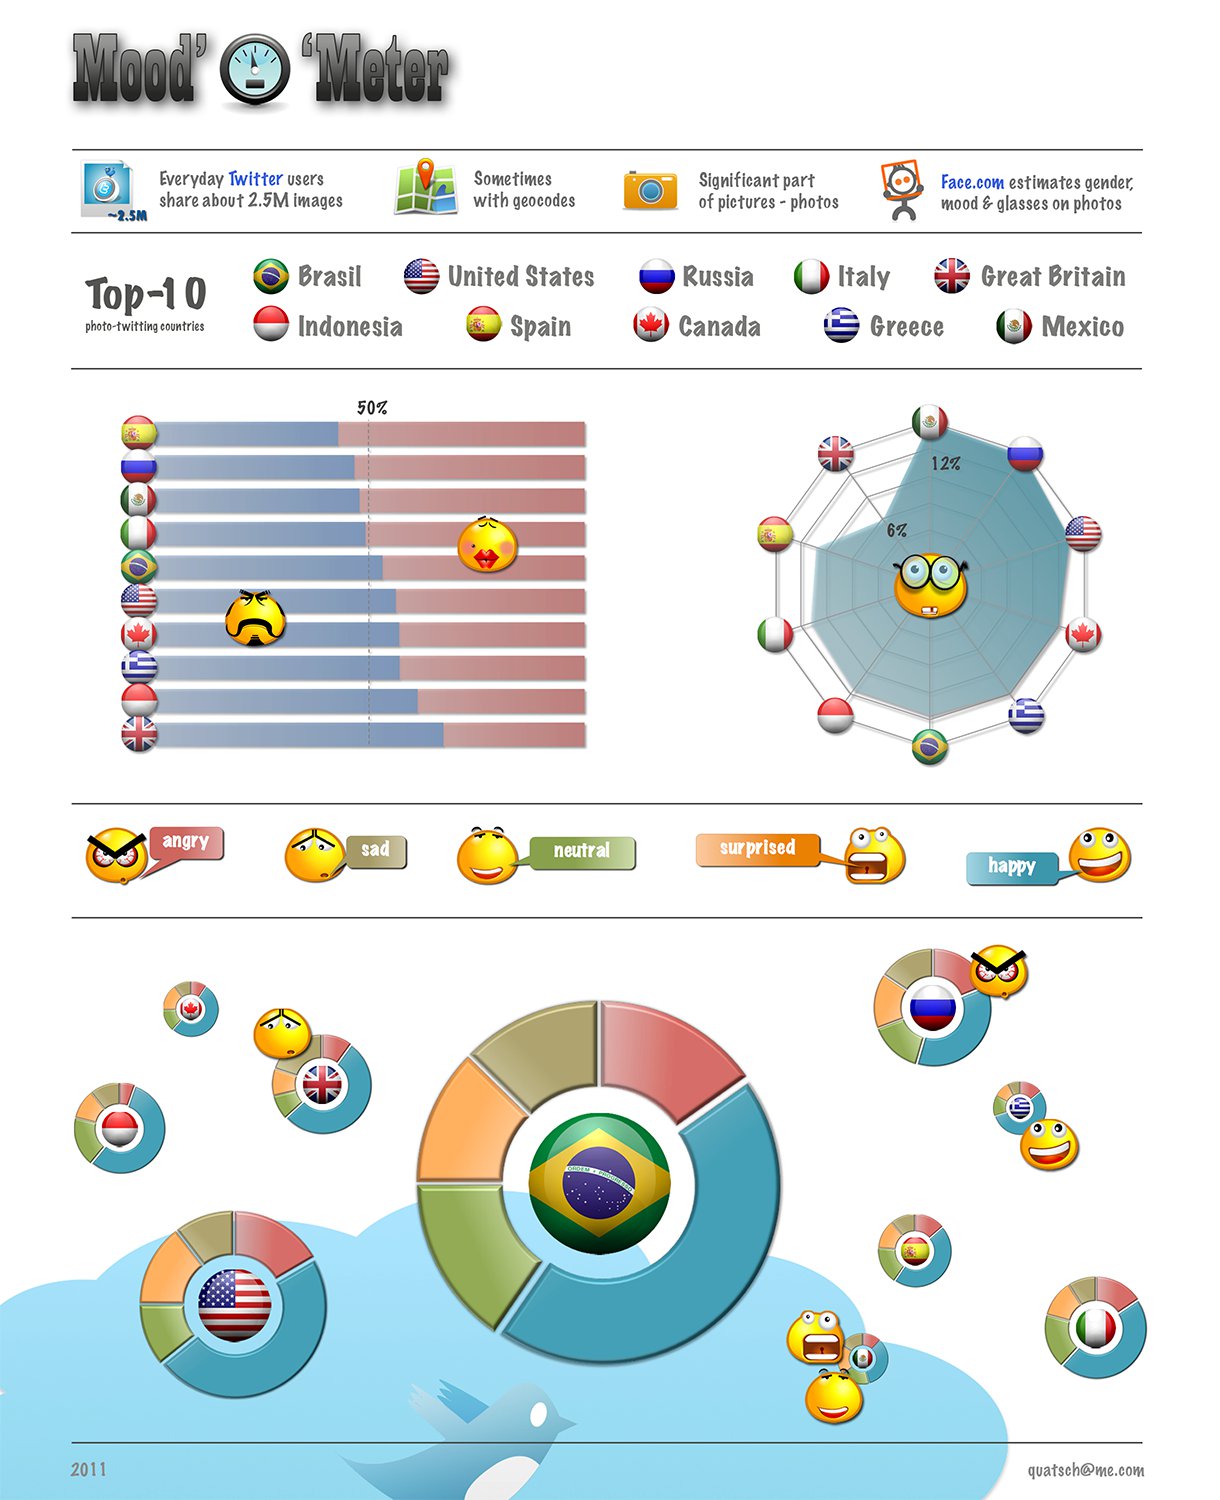 Mood' 'Meter
~2.5M
Everyday Twitter users
share about 2.5M images
Sometimes
with geocodes
Significant part
of pictures - photos
Face.com estimates gender,
mood & glasses on photos
Top-10
photo-twitting countries
Brasil
United States
Russia
Italy
Great Britain
Indonesia
Spain
Canada
Greece
Mexico
50%
12%
6%
angry
sad
neutral
surprised
happy
ORDEM E PROGRESSO
2011
quatsch@me.com